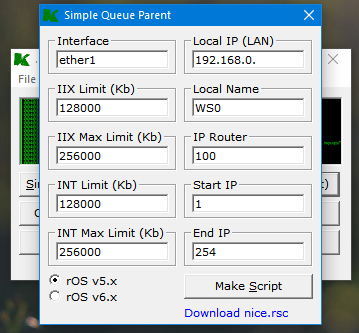 Simple Queue Parent
Interface
ether1
Local IP (LAN)
192.168.0.
IIX Limit (Kb)
128000
Local Name
WS0
IIX Max Limit (Kb)
256000
IP Router
100
INT Limit (Kb)
128000
Start IP
1
INT Max Limit (Kb)
256000
End IP
254
rOS v5.x
rOS v6.x
Make Script
Download nice.rsc
File